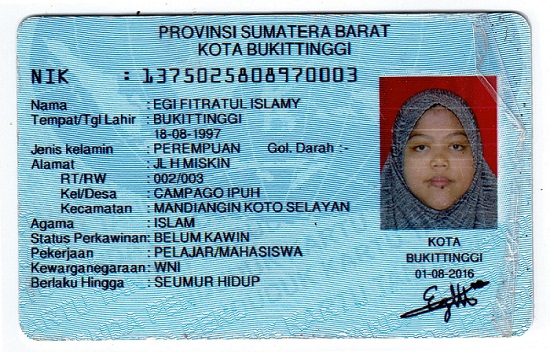 PROVINSI SUMATERA BARAT
KOTA BUKITTINGGI
NIK : 1375025808970003
Nama : EGI FITRATUL ISLAMY
Tempat/Tgl Lahir : BUKITTINGGI
18-08-1997
Jenis kelamin : PEREMPUAN Gol. Darah :-
Alamat : JL H MISKIN
RT/RW : 002/003
Kel/Desa : CAMPAGO IPUH
Kecamatan : MANDIANGIN KOTO SELAYAN
Agama : ISLAM
Status Perkawinan: BELUM KAWIN
Pekerjaan : PELAJAR/MAHASISWA
Kewarganegaraan: WNI
Berlaku Hingga : SEUMUR HIDUP
KOTA
BUKITTINGGI
01-08-2016